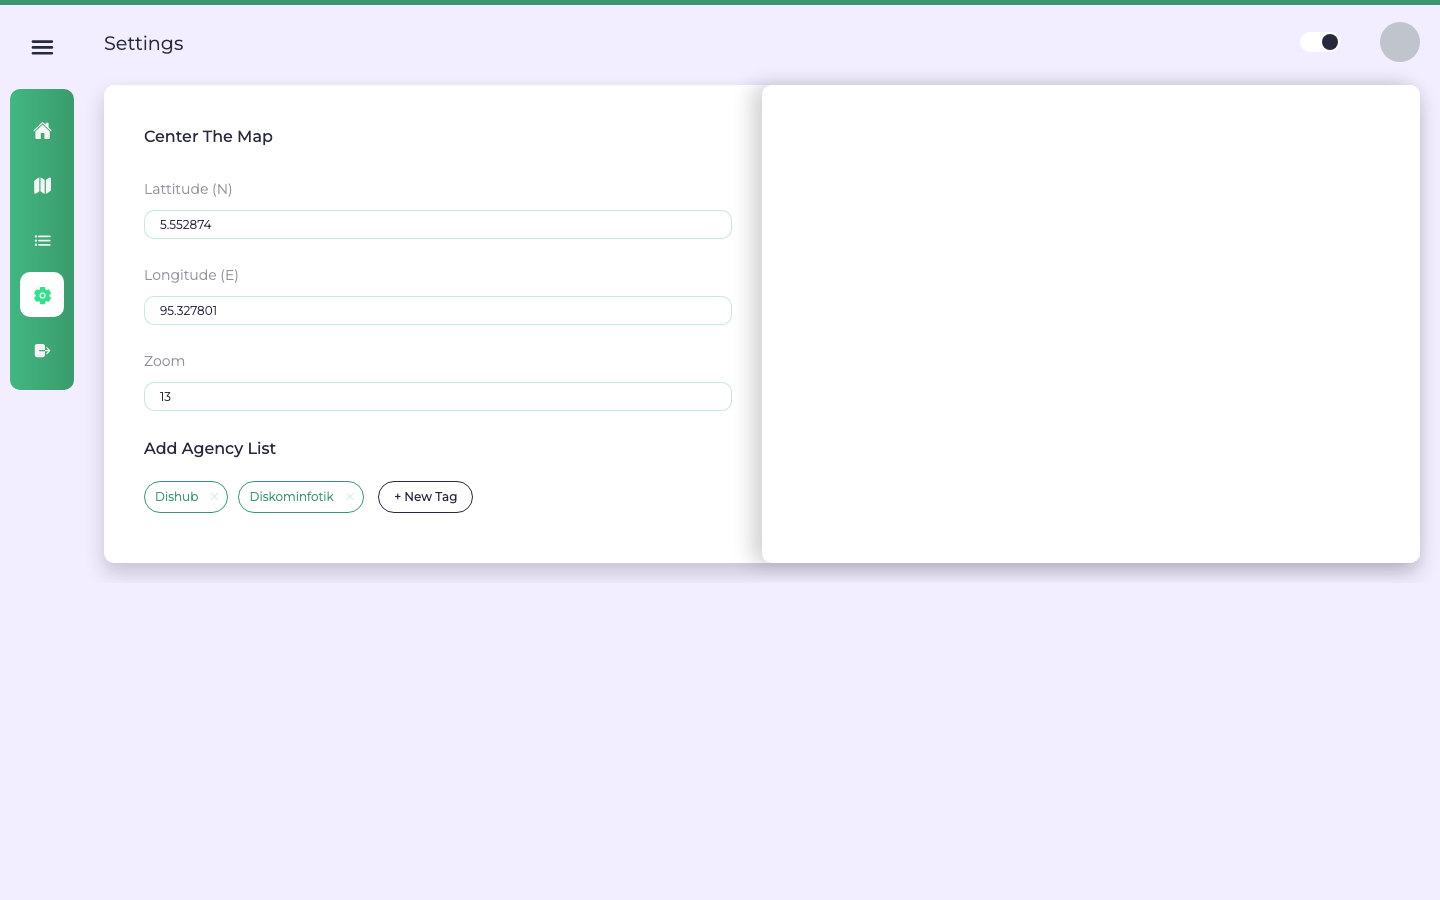 Settings
Center The Map
Lattitude (N)
5.552874
Longitude (E)
95.327801
Zoom
13
Add Agency List
Dishub × Diskominfotik × + New Tag